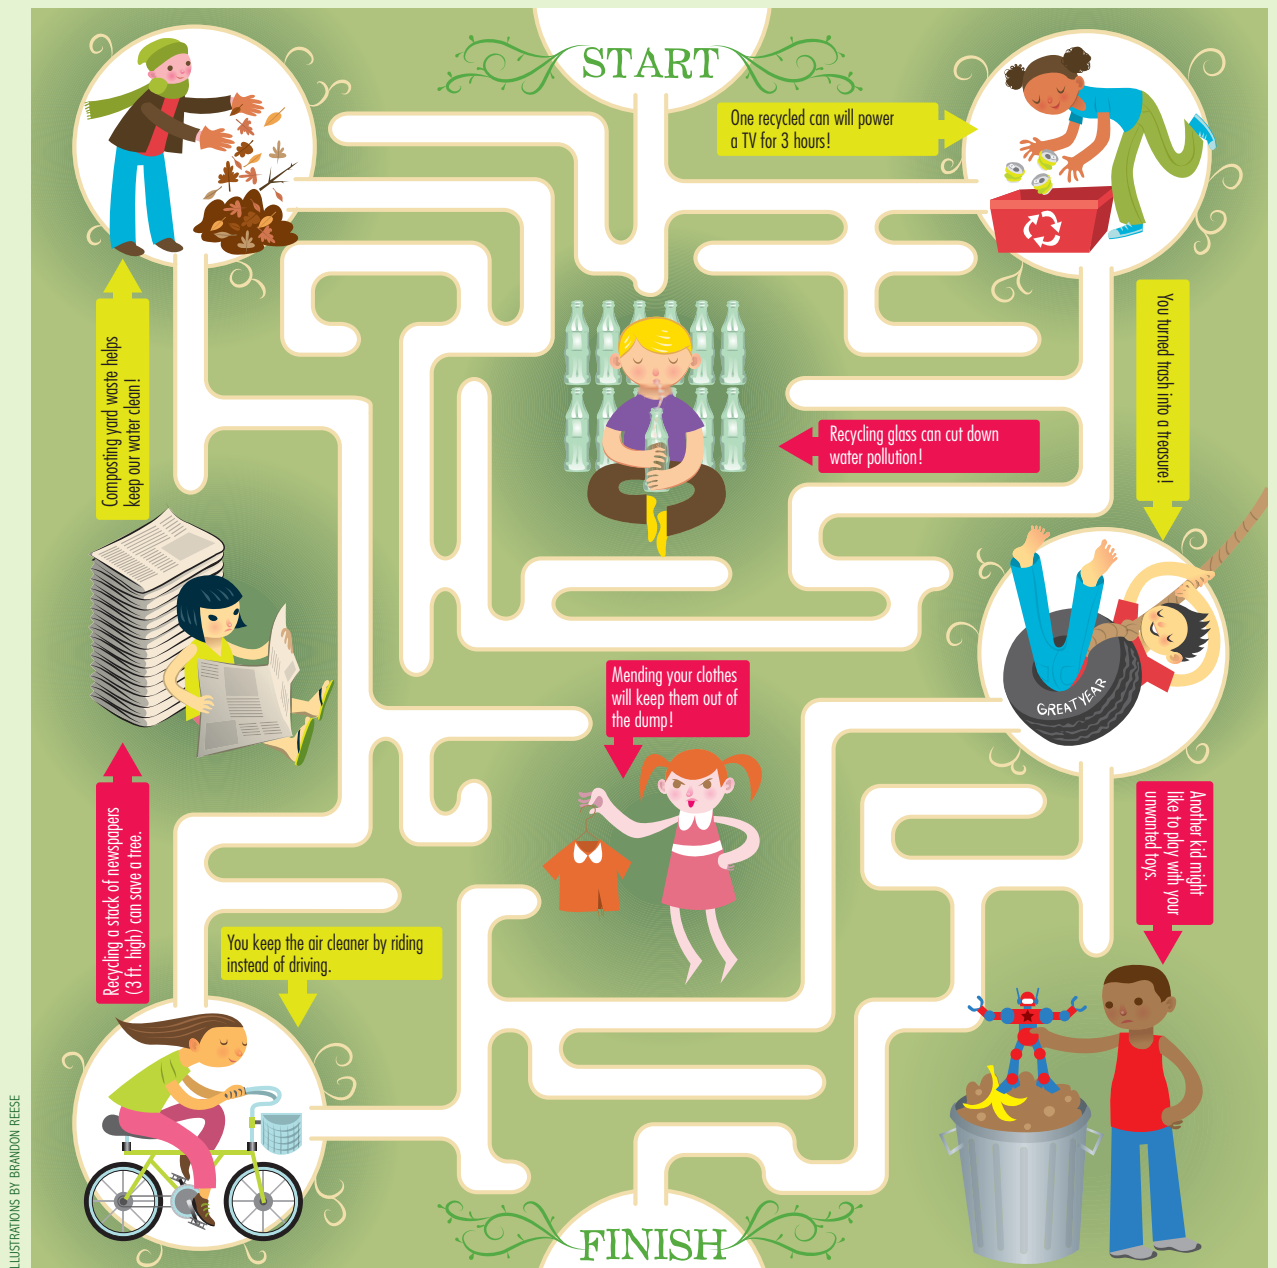 START
One recycled can will power
a TV for 3 hours!
Composting yard waste helps
keep our water clean!
You turned trash into a treasure!
Recycling glass can cut down
water pollution!
GREAT YEAR
Mending your clothes
will keep them out of
the dump!
Recycling a stack of newspapers
(3 ft. high) can save a tree.
Another kid might
like to play with your
unwanted toys.
You keep the air cleaner by riding
instead of driving.
FINISH
ILLUSTRATIONS BY BRANDON REESE